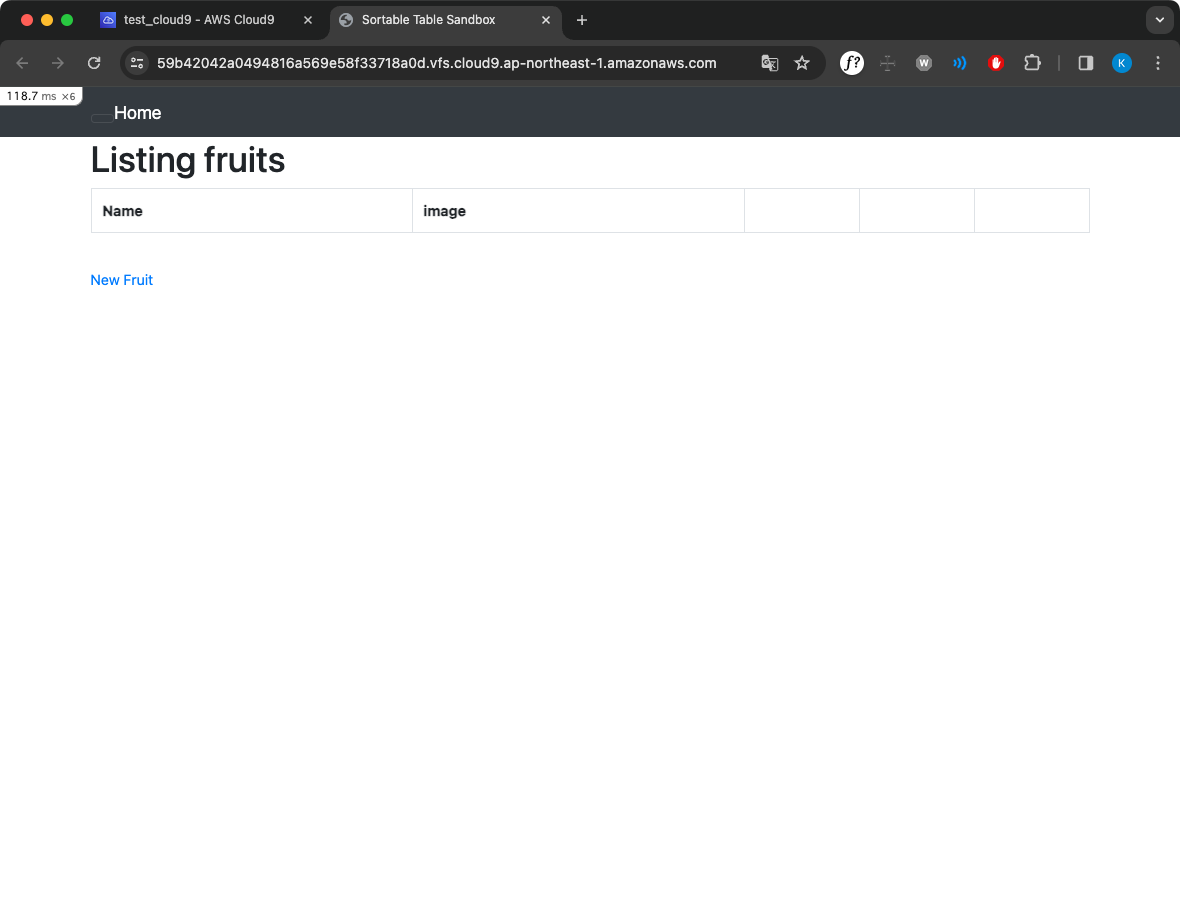 test_cloud9 - AWS Cloud9
Sortable Table Sandbox
59b42042a0494816a569e58f33718a0d.vfs.cloud9.ap-northeast-1.amazonaws.com
f?
W
K
118.7 ms ×6
Home
Listing fruits
Name image
New Fruit